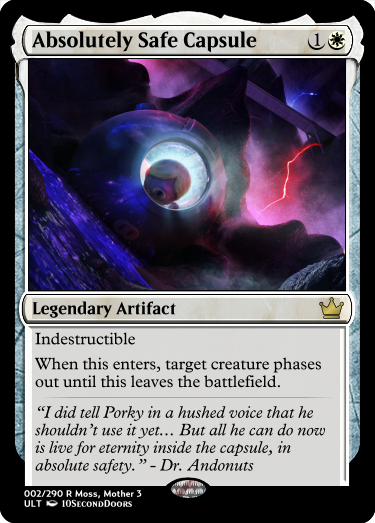 Absolutely Safe Capsule 1
Legendary Artifact
Indestructible
When this enters, target creature phases
out until this leaves the battlefield.
“I did tell Porky in a hushed voice that he
shouldn't use it yet... But all he can do now
is live for eternity inside the capsule, in
absolute safety.” - Dr. Andonuts
002/290 R Moss, Mother 3
ULT 10SecondDoors